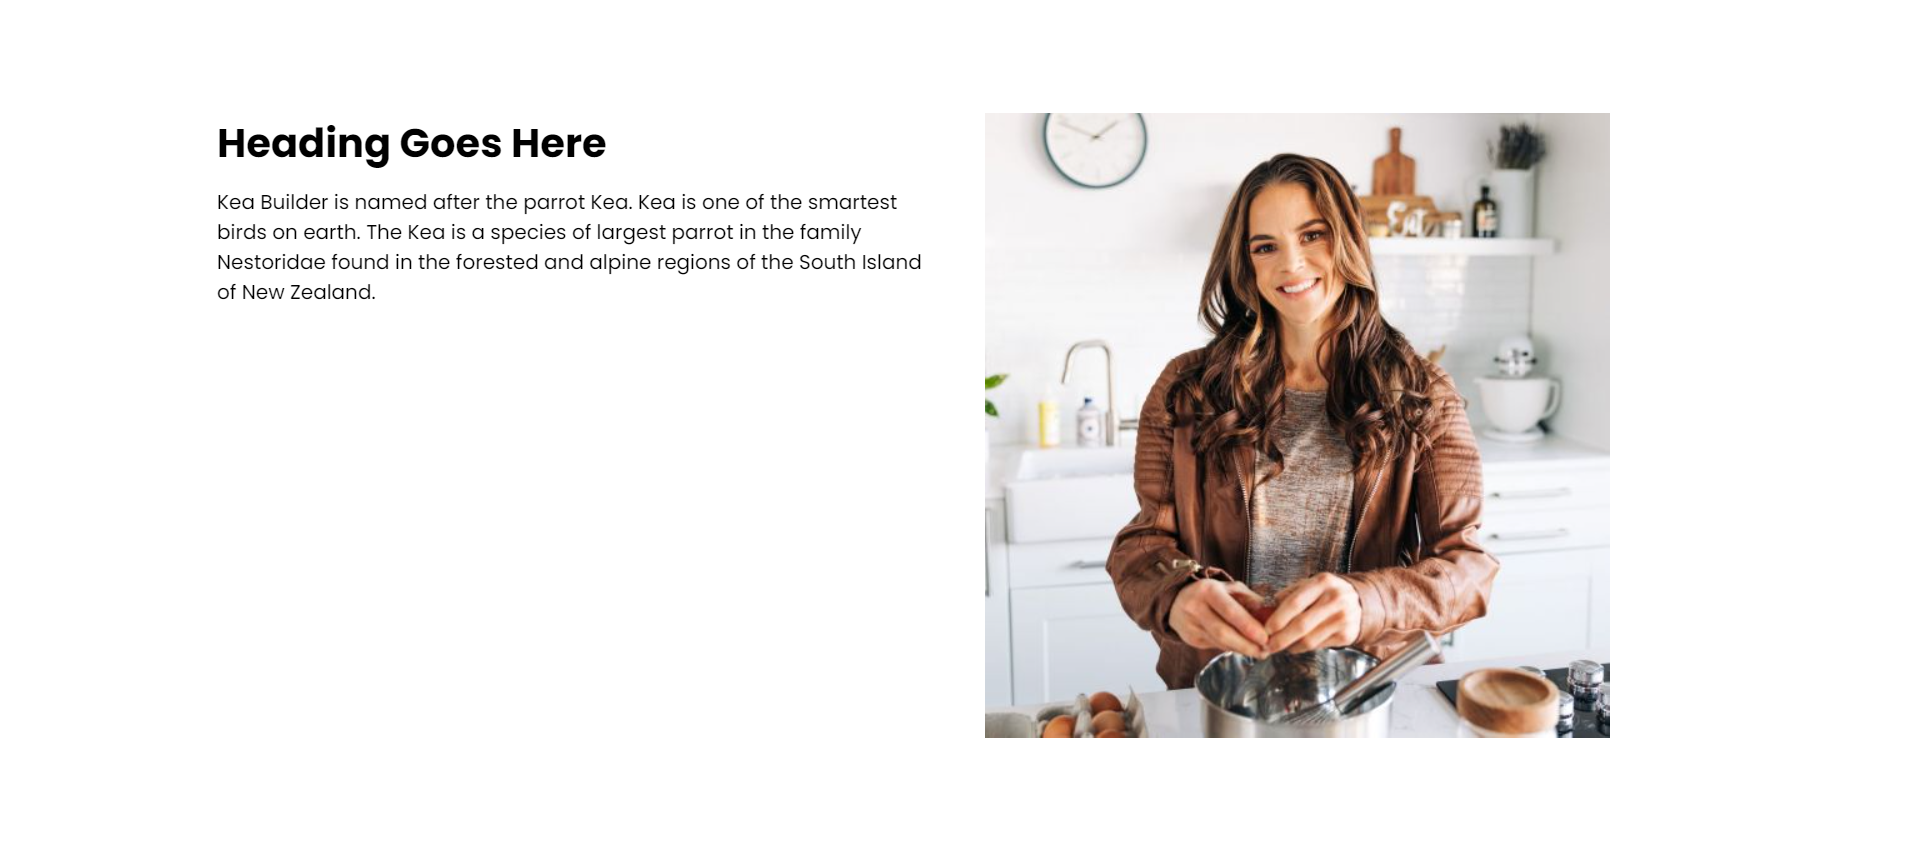 Heading Goes Here
Kea Builder is named after the parrot Kea. Kea is one of the smartest
birds on earth. The Kea is a species of largest parrot in the family
Nestoridae found in the forested and alpine regions of the South Island
of New Zealand.
Eat